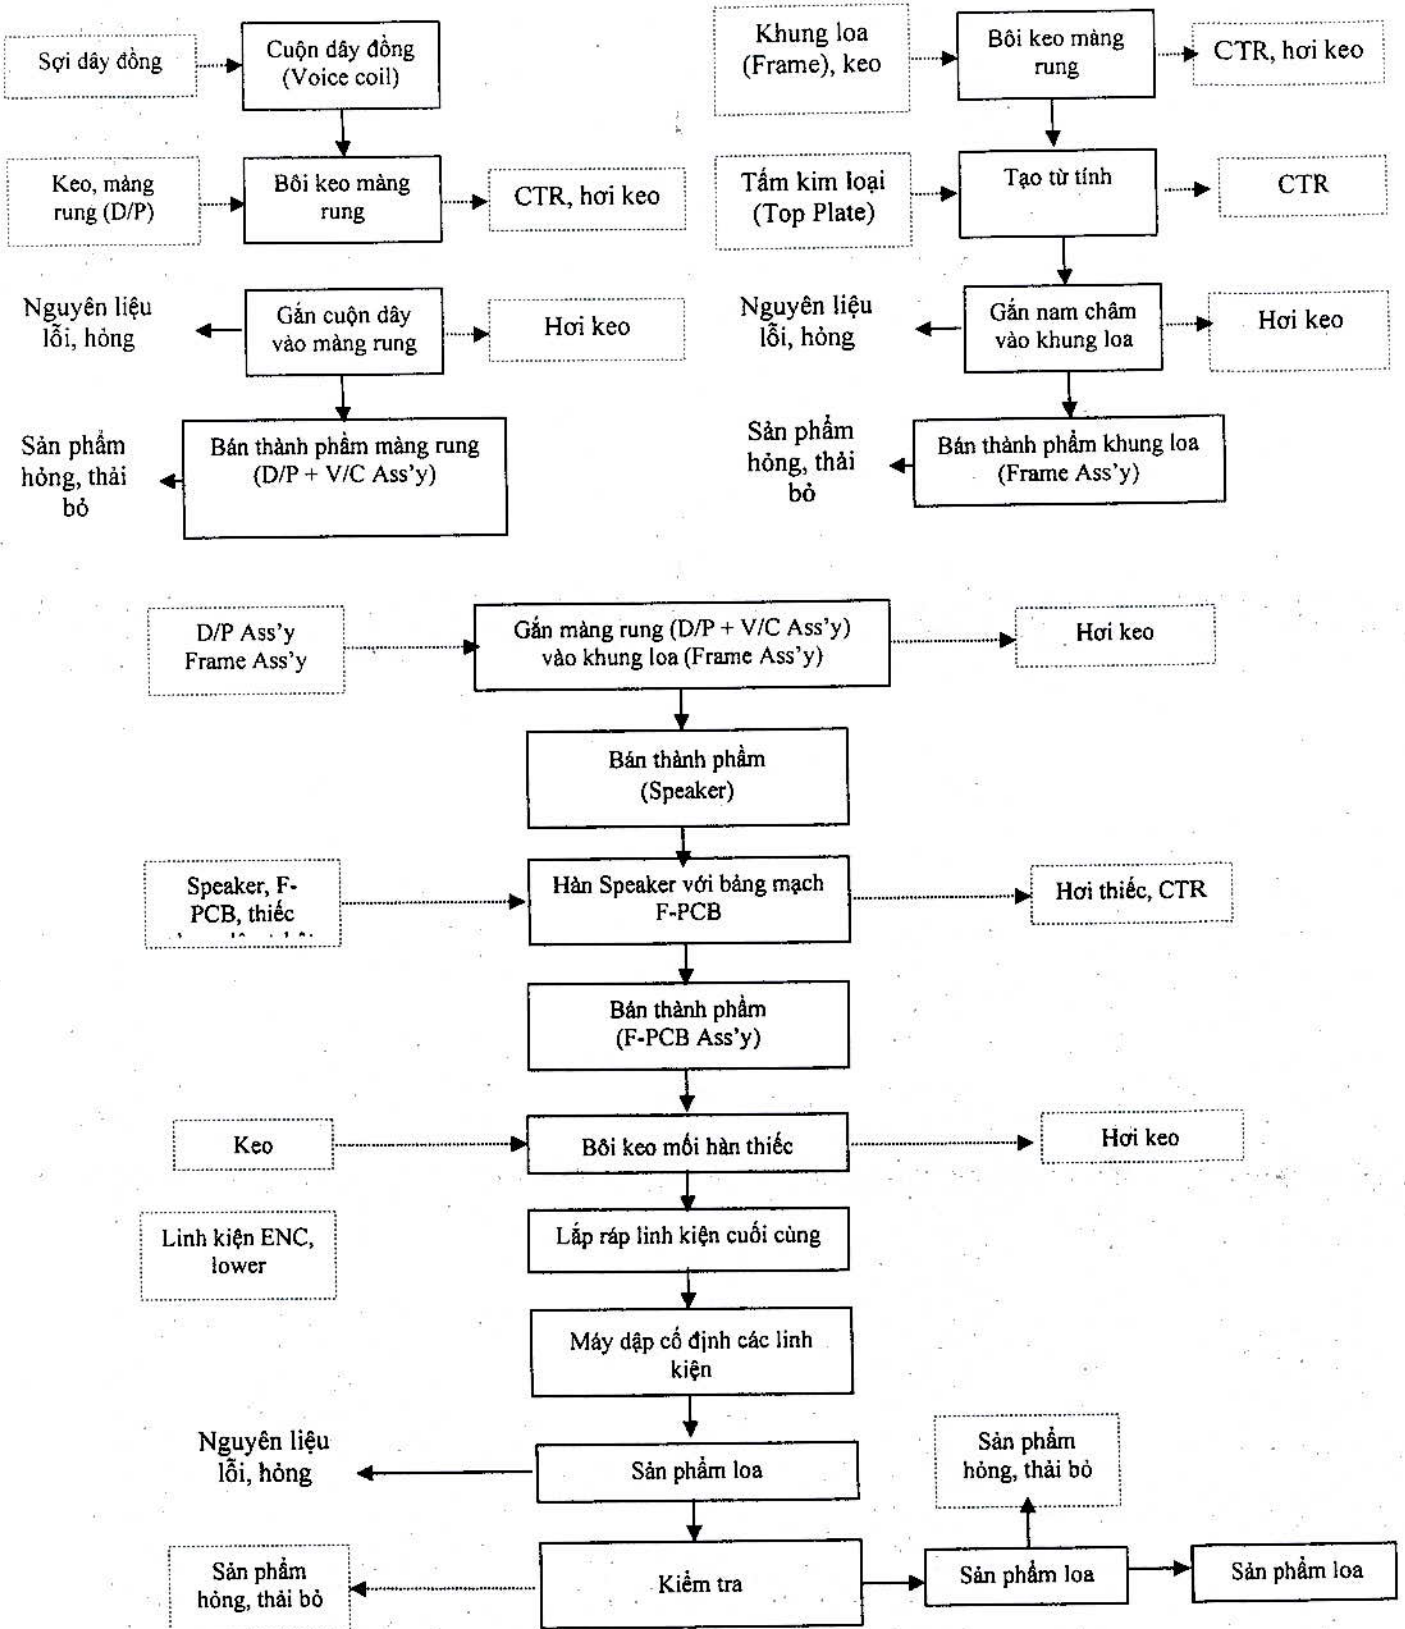 Sợi dây đồng
Cuộn dây đồng
(Voice coil)
Keo, màng
rung (D/P)
Bôi keo màng
rung
CTR, hơi keo
Nguyên liệu
lỗi, hỏng
Gắn cuộn dây
vào màng rung
Hơi keo
Sản phẩm
hỏng, thải
bỏ
Bán thành phẩm màng rung
(D/P + V/C Ass'y)
Khung loa
(Frame), keo
Bôi keo màng
rung
CTR, hơi keo
Tấm kim loại
(Top Plate)
Tạo từ tính
CTR
Nguyên liệu
lỗi, hỏng
Gắn nam châm
vào khung loa
Hơi keo
Sản phẩm
hỏng, thải
bỏ
Bán thành phẩm khung loa
(Frame Ass'y)
D/P Ass'y
Frame Ass'y
Gắn màng rung (D/P + V/C Ass'y)
vào khung loa (Frame Ass'y)
Hơi keo
Bán thành phẩm
(Speaker)
Speaker, F-
PCB, thiếc
Hàn Speaker với bảng mạch
F-PCB
Hơi thiếc, CTR
Bán thành phẩm
(F-PCB Ass'y)
Keo
Bôi keo mối hàn thiếc
Hơi keo
Linh kiện ENC,
lower
Lắp ráp linh kiện cuối cùng
Máy dập cố định các linh
kiện
Nguyên liệu
lỗi, hỏng
Sản phẩm loa
Sản phẩm
hỏng, thải bỏ
Sản phẩm
hỏng, thải bỏ
Kiểm tra
Sản phẩm loa
Sản phẩm loa